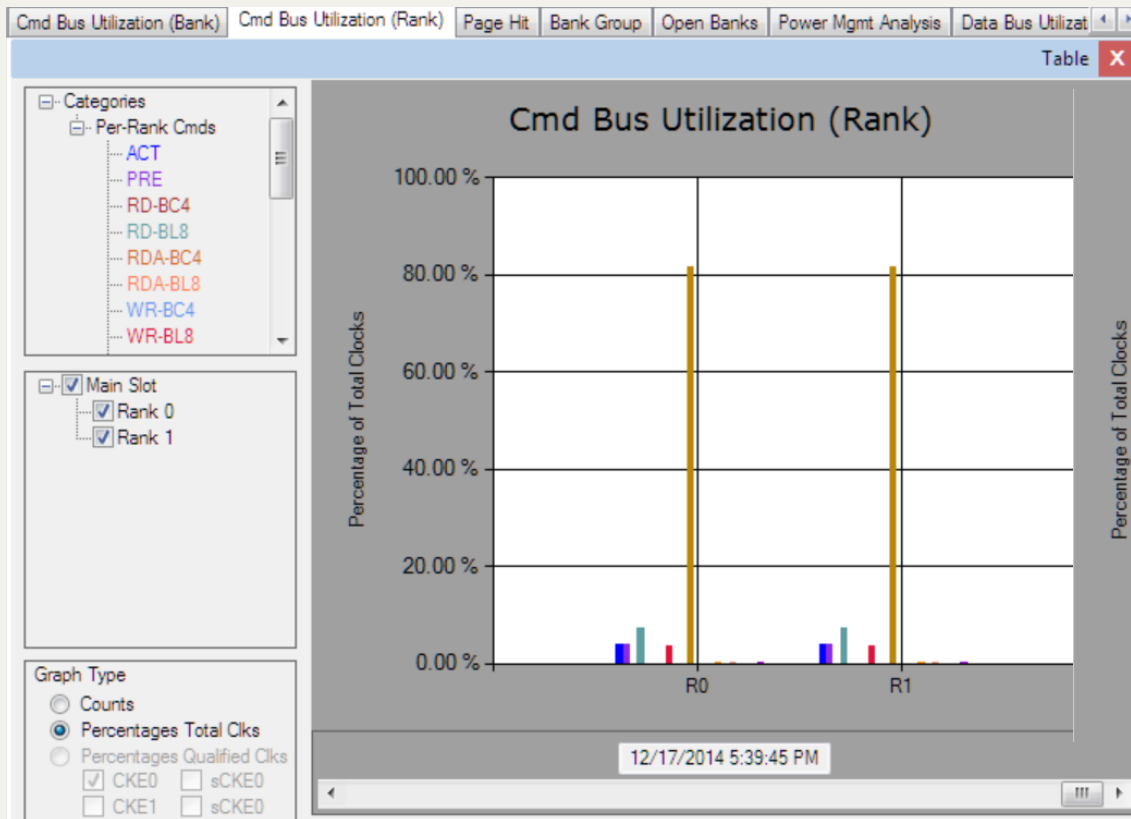 Cmd Bus Utilization (Bank) Cmd Bus Utilization (Rank) Page Hit Bank Group Open Banks Power Mgmt Analysis Data Bus Utilizat
Table X
Categories
Per-Rank Cmds
ACT
PRE
RD-BC4
RD-BL8
RDA-BC4
RDA-BL8
WR-BC4
WR-BL8
Main Slot
Rank 0
Rank 1
Graph Type
Counts
Percentages Total Clks
Percentages Qualified Clks
CKE0 sCKE0
CKE1 sCKE0
Cmd Bus Utilization (Rank)
Percentage of Total Clocks
100.00 %
80.00 %
60.00 %
40.00 %
20.00 %
0.00 %
R0 R1
12/17/2014 5:39:45 PM
Percentage of Total Clocks